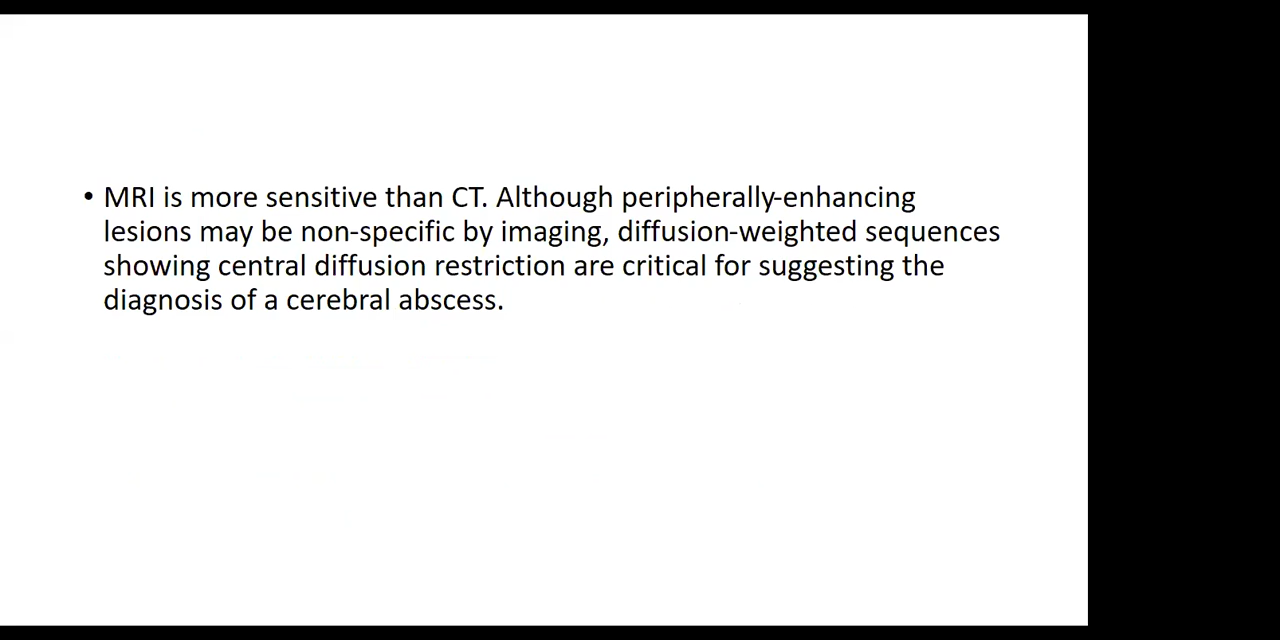 • MRI is more sensitive than CT. Although peripherally-enhancing
lesions may be non-specific by imaging, diffusion-weighted sequences
showing central diffusion restriction are critical for suggesting the
diagnosis of a cerebral abscess.